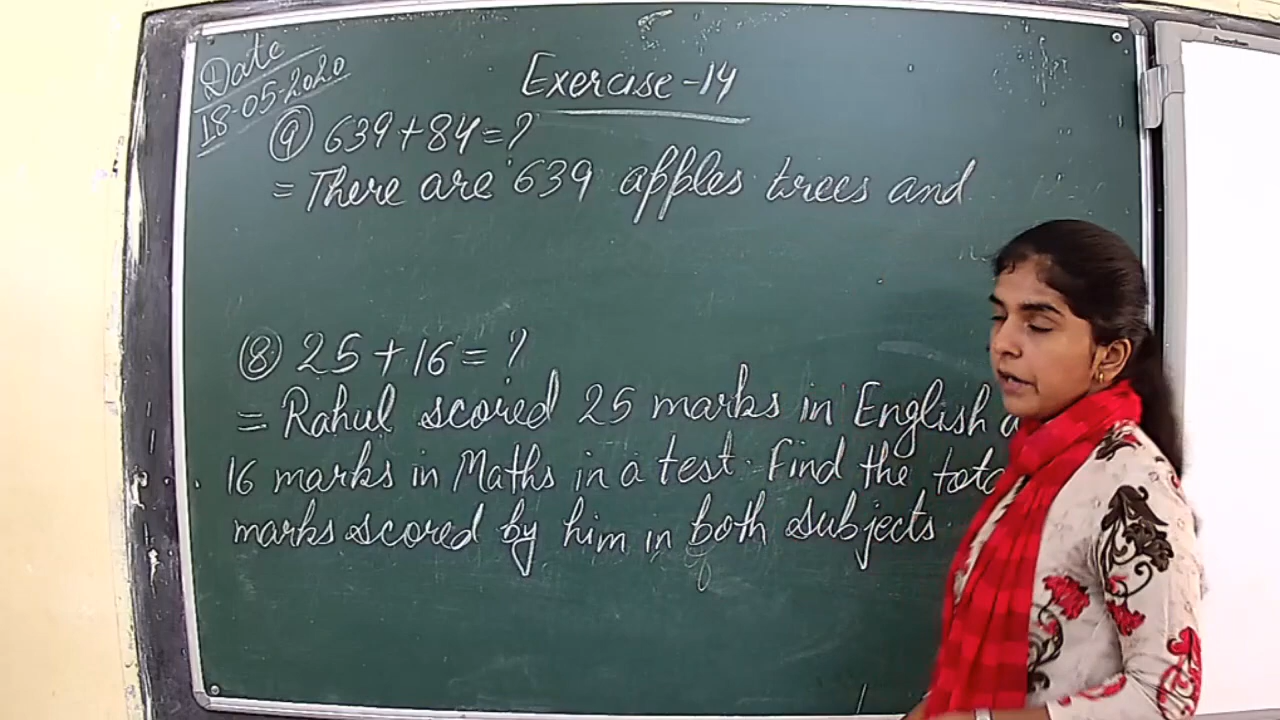 Date
18-05-2020
Exercise-14
⑨ 639+84=?
= There are 639 apples trees and
⑧ 25+16=?
= Rahul scored 25 marks in English
16 marks in Maths in a test. Find the
marks scored by him in both subjects.